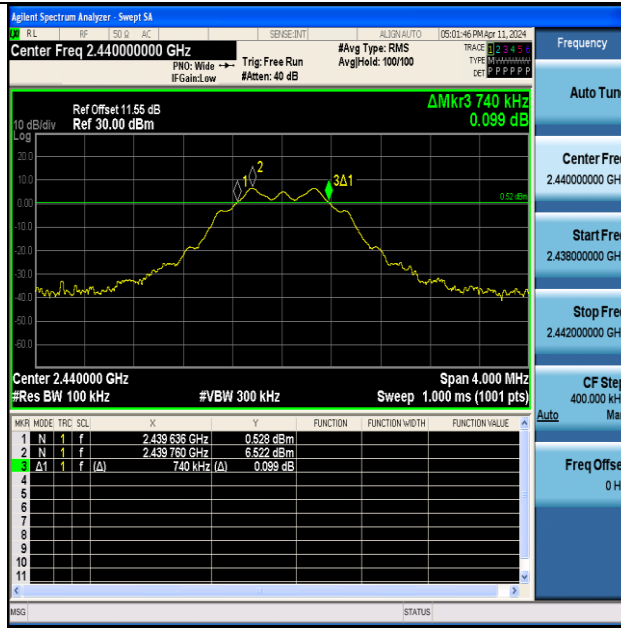 Agilent Spectrum Analyzer - Swept SA
RL RF 50 Ω AC SENSE:INT ALIGN AUTO 05:01:46 PM Apr 11, 2024
Center Freq 2.440000000 GHz
PNO: Wide
IFGain:Low
Trig: Free Run
#Atten: 40 dB
#Avg Type: RMS
Avg|Hold: 100/100
TRACE 1 2 3 4 5 6
TYPE
DET P P P P P P
Frequency
Auto Tune
Center Fre
2.440000000 GH
Start Fre
2.438000000 GH
Stop Fre
2.442000000 GH
CF Step
400.000 kH
Auto Ma
Freq Offse
0 H
ΔMkr3 740 kHz
0.099 dB
Ref Offset 11.55 dB
10 dB/div Ref 30.00 dBm
Log
20.0
10.0
0.00
-10.0
-20.0
-30.0
-40.0
-50.0
-60.0
1
2
3Δ1
0.52 dBm
Center 2.440000 GHz Span 4.000 MHz
#Res BW 100 kHz #VBW 300 kHz Sweep 1.000 ms (1001 pts)
MKR MODE TRC SCL X Y FUNCTION FUNCTION WIDTH FUNCTION VALUE
1 N 1 f 2.439 636 GHz 0.528 dBm
2 N 1 f 2.439 760 GHz 6.522 dBm
3 Δ1 1 f (Δ) 740 kHz (Δ) 0.099 dB
4
5
6
7
8
9
10
11
MSG STATUS